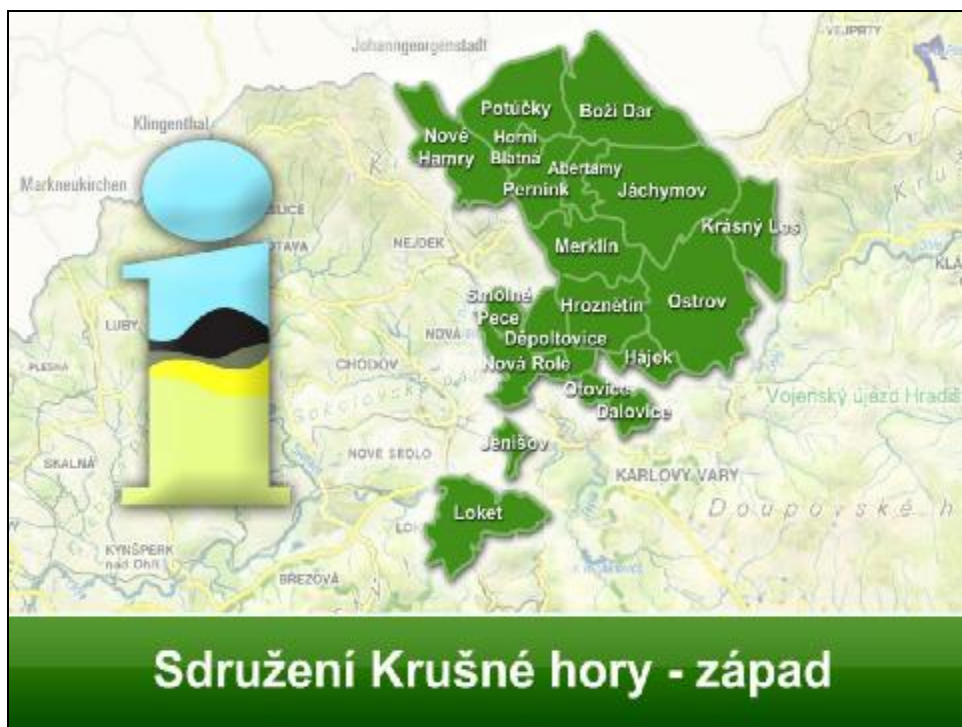 VEJPRTY
Johanngeorgenstadt
Potůčky
Boží Dar
Klingenthal
Nové
Hamry
Horní
Blatná
Abertamy
Markneukirchen
Pernink
Jáchymov
Krásný Les
NEJDEK
Merklín
Smolné
Pece
Hroznětín
Ostrov
LUBY
Děpoltovice
PLESNÁ
CHODOV
Nová Role
Hájek
Otovice
Vojenský újezd Hradiš
Dalovice
Jenišov
SKALNÁ
NOVÉ SEDLO
KARLOVY VARY
Loket
Doupovské h
KYNŠPERK
nad Ohří
BŘEZOVÁ
Sdružení Krušné hory - západ